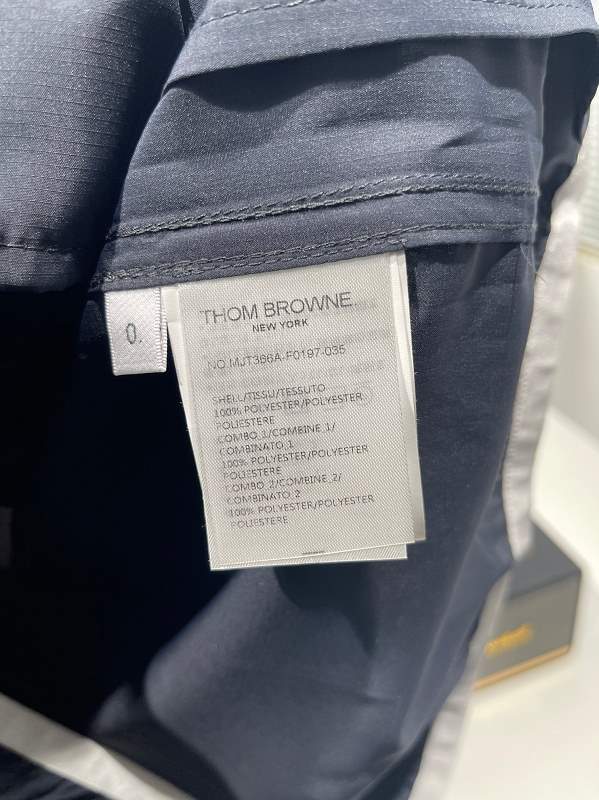 THOM BROWNE
NEW YORK
0.
NO.MJT366A-F0197-035
SHELL/TISSU/TESSUTO
100% POLYESTER/POLYESTER/
POLIESTERE
COMBO_1/COMBINE_1/
COMBINATO_1
100% POLYESTER/POLYESTER/
POLIESTERE
COMBO_2/COMBINE_2/
COMBINATO_2
100% POLYESTER/POLYESTER/
POLIESTERE